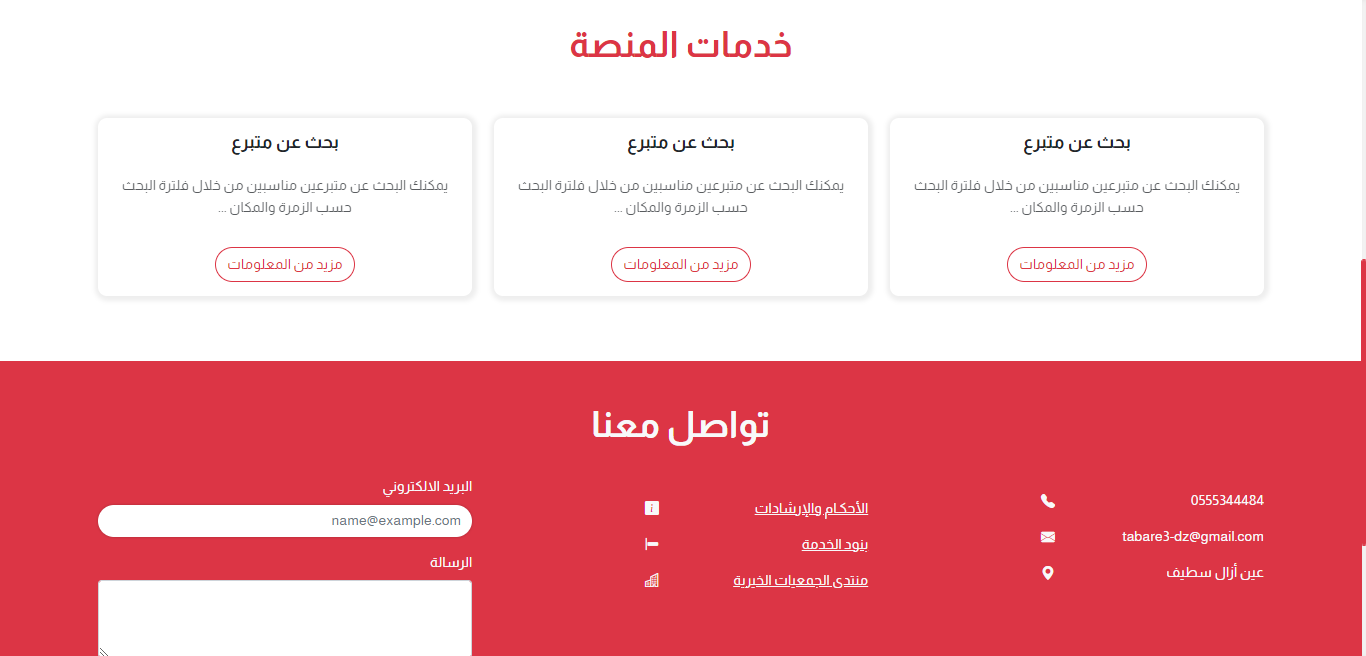 خدمات المنصة
بحث عن متبرع
يمكنك البحث عن متبرعين مناسبين من خلال فلترة البحث
حسب الزمرة والمكان ...
مزيد من المعلومات
بحث عن متبرع
يمكنك البحث عن متبرعين مناسبين من خلال فلترة البحث
حسب الزمرة والمكان ...
مزيد من المعلومات
بحث عن متبرع
يمكنك البحث عن متبرعين مناسبين من خلال فلترة البحث
حسب الزمرة والمكان ...
مزيد من المعلومات
تواصل معنا
0555344484
tabare3-dz@gmail.com
عين أزال سطيف
الأحكام والإرشادات
بنود الخدمة
منتدى الجمعيات الخيرية
البريد الالكتروني
name@example.com
الرسالة